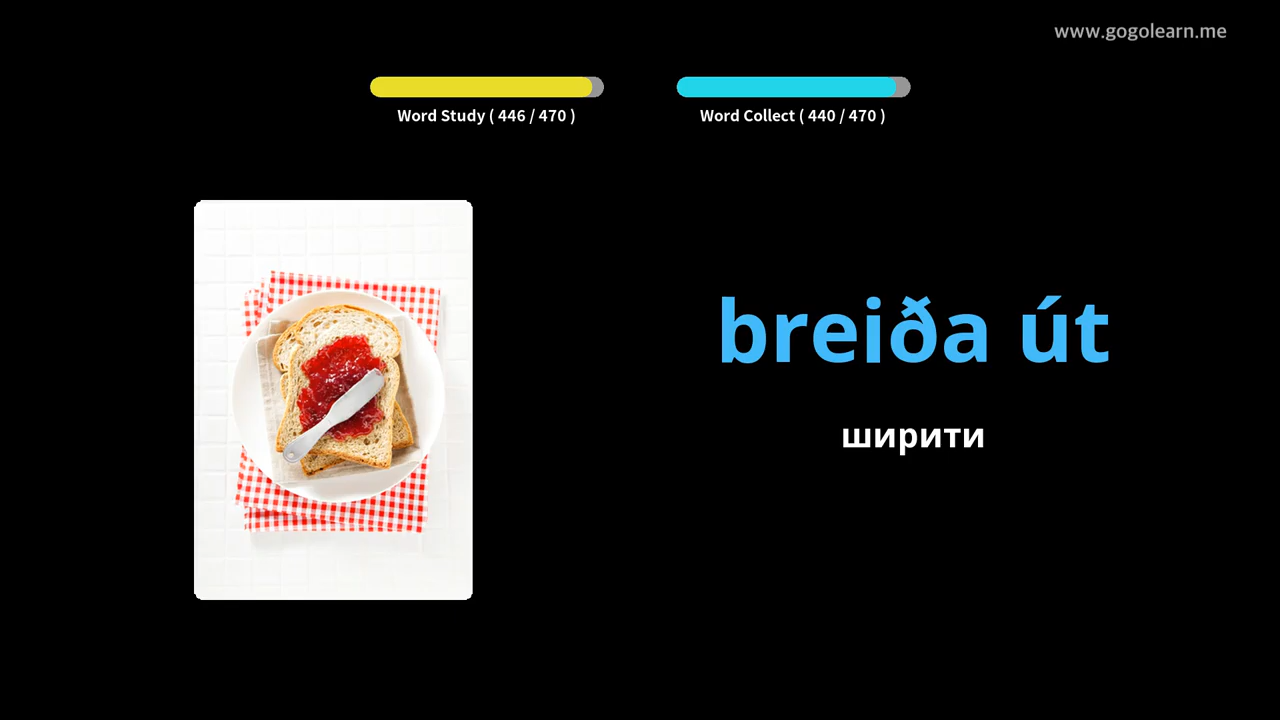 www.gogolearn.me
Word Study ( 446 / 470 )
Word Collect ( 440 / 470 )
breiða út
ширити